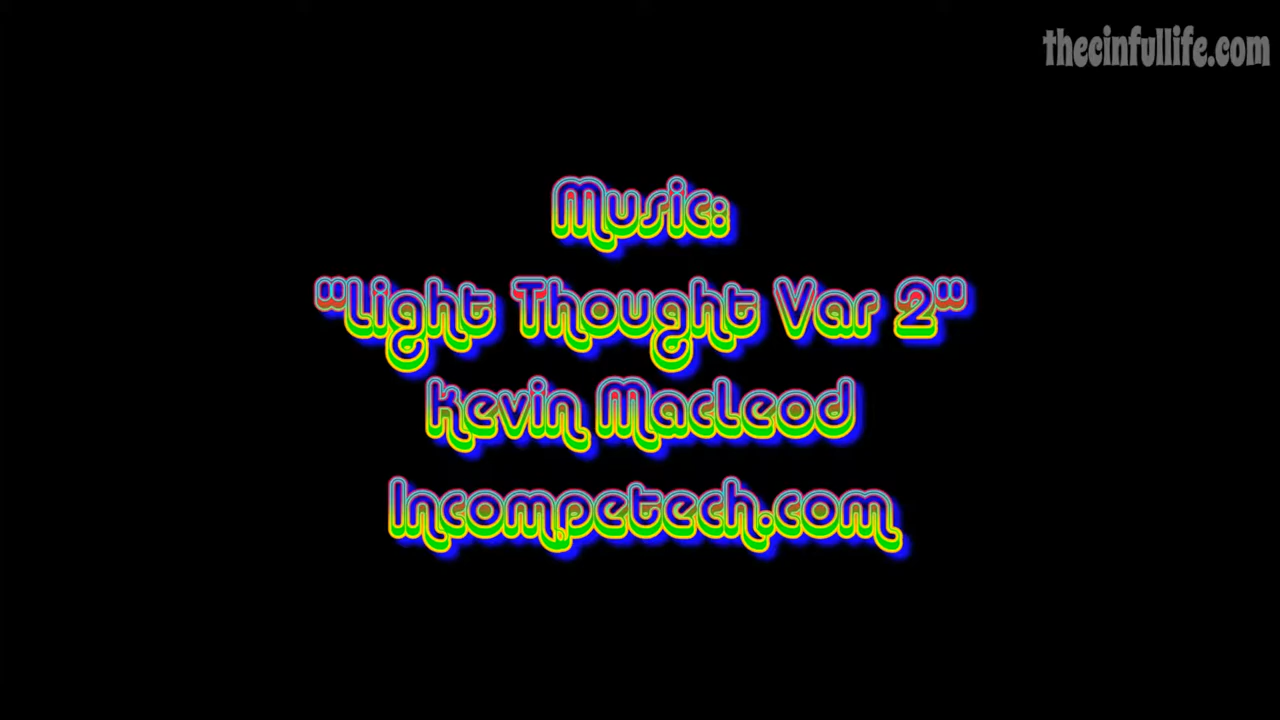 thecinfullife.com
Music:
"Light Thought Var 2"
Kevin MacLeod
Incompetech.com